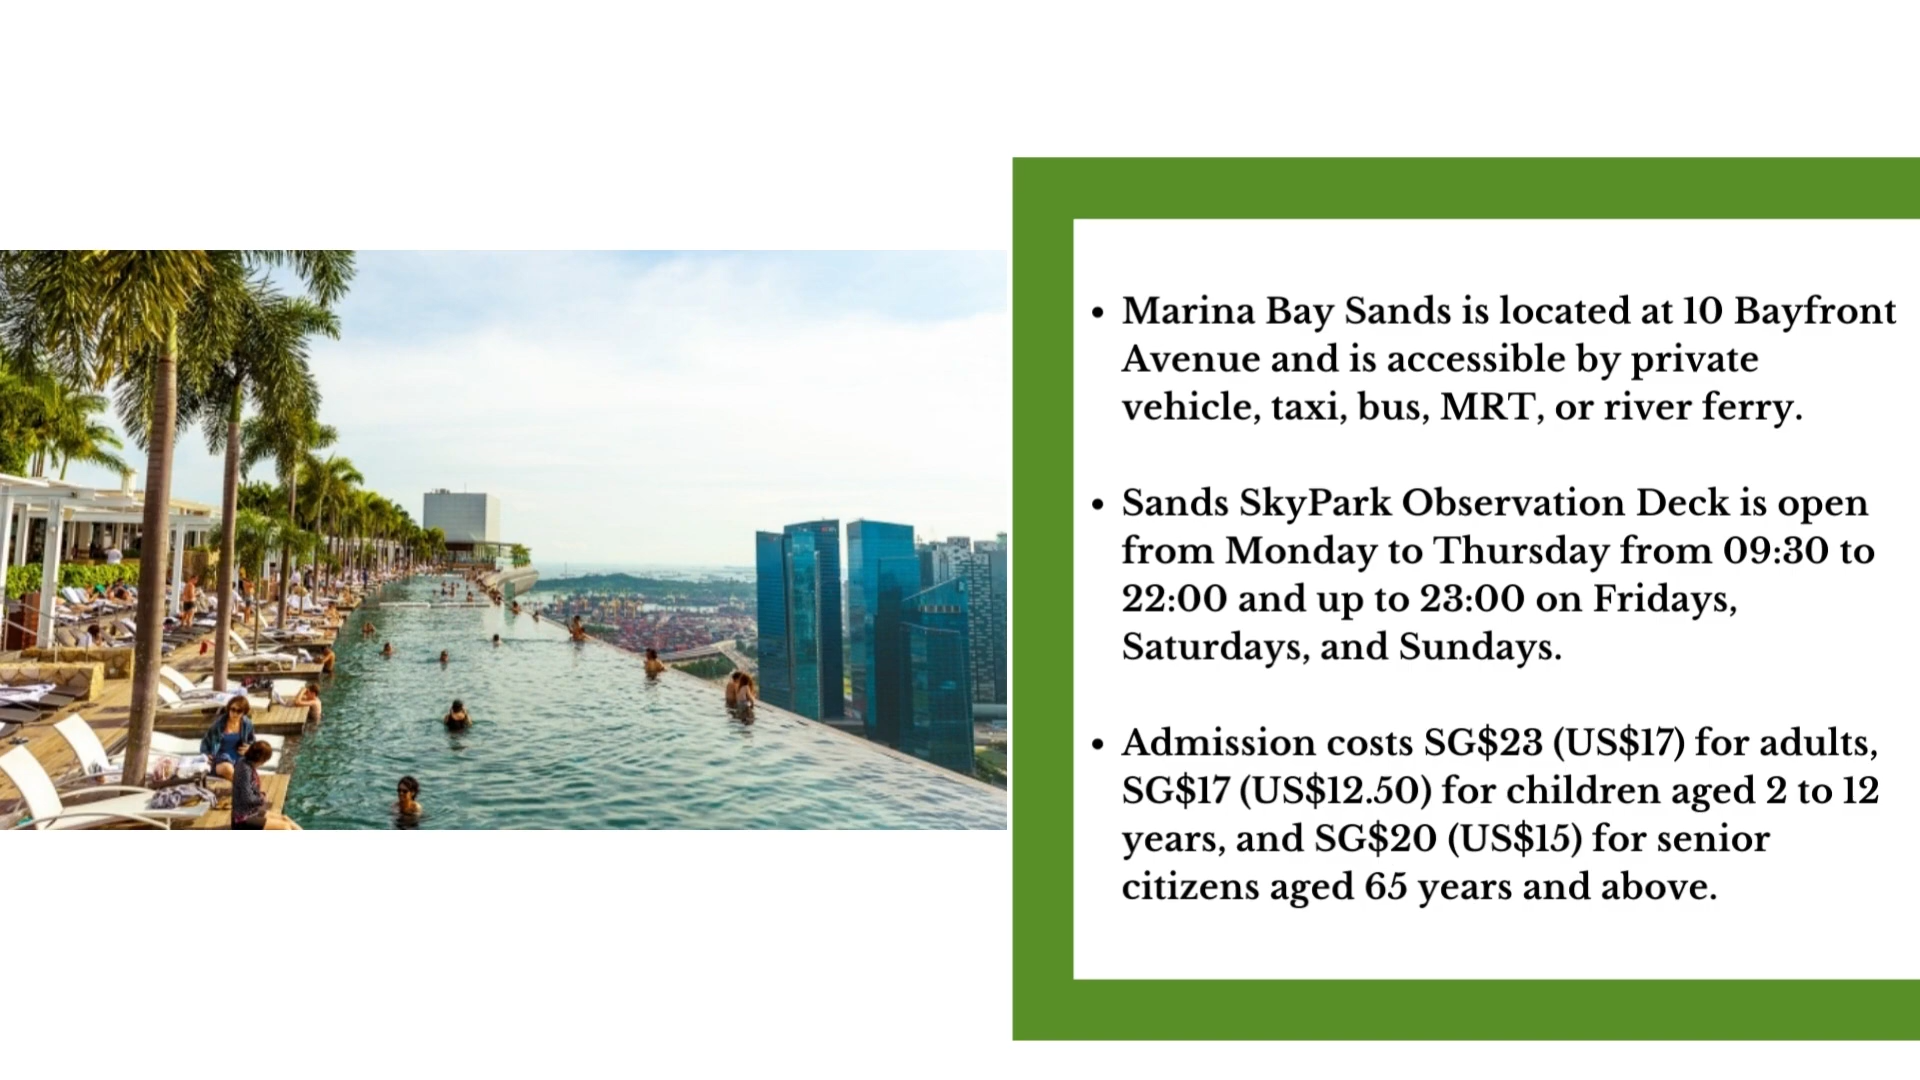 • Marina Bay Sands is located at 10 Bayfront
Avenue and is accessible by private
vehicle, taxi, bus, MRT, or river ferry.
• Sands SkyPark Observation Deck is open
from Monday to Thursday from 09:30 to
22:00 and up to 23:00 on Fridays,
Saturdays, and Sundays.
• Admission costs SG$23 (US$17) for adults,
SG$17 (US$12.50) for children aged 2 to 12
years, and SG$20 (US$15) for senior
citizens aged 65 years and above.